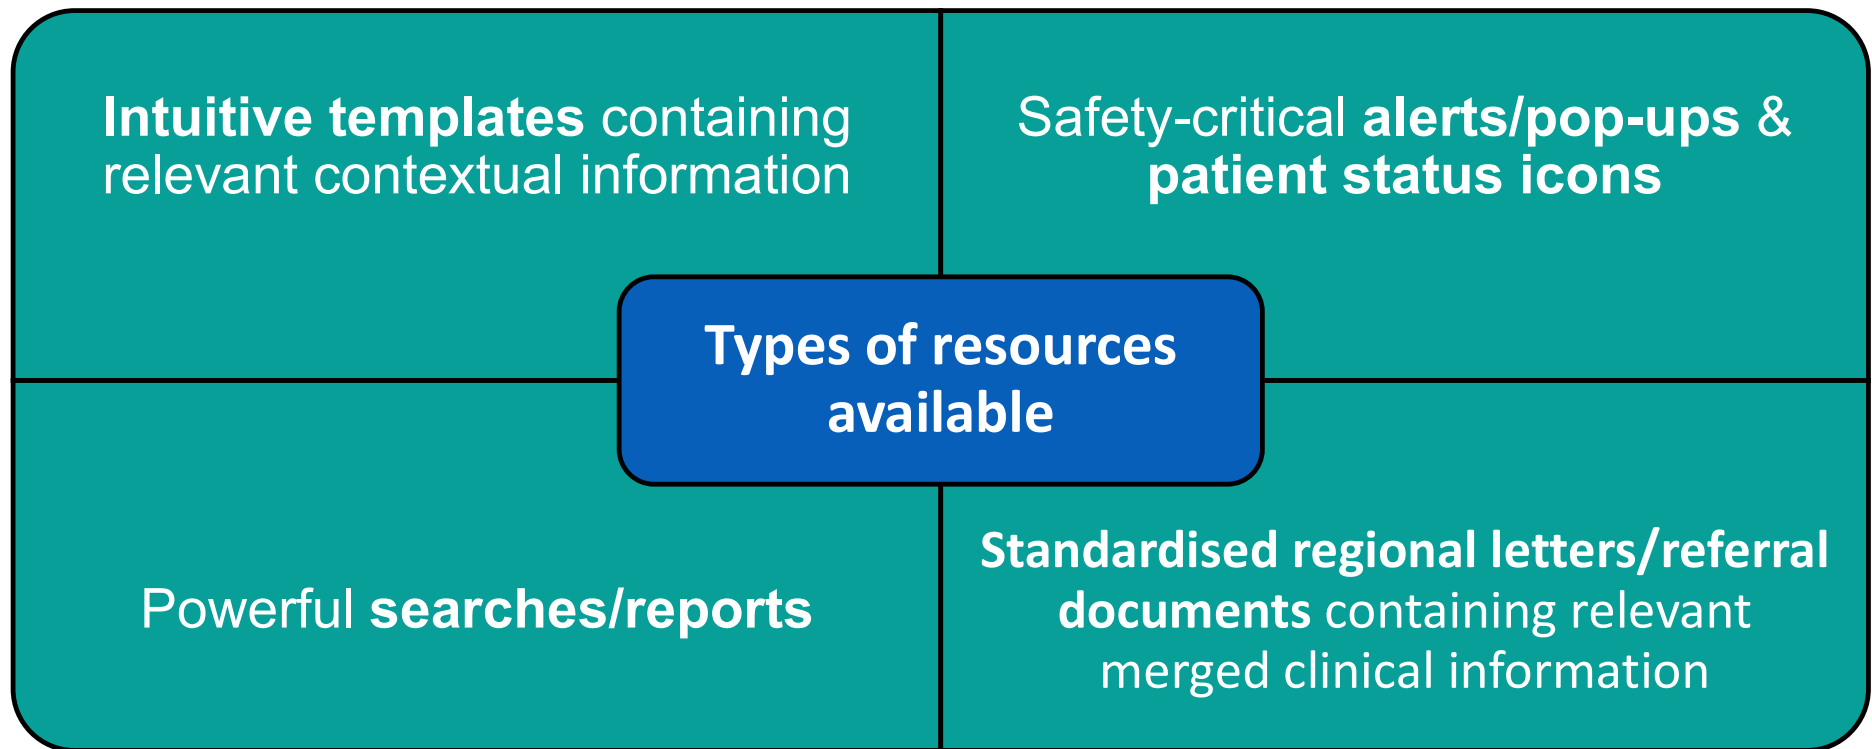 Intuitive templates containing
relevant contextual information
Safety-critical alerts/pop-ups &
patient status icons
Types of resources
available
Powerful searches/reports
Standardised regional letters/referral
documents containing relevant
merged clinical information